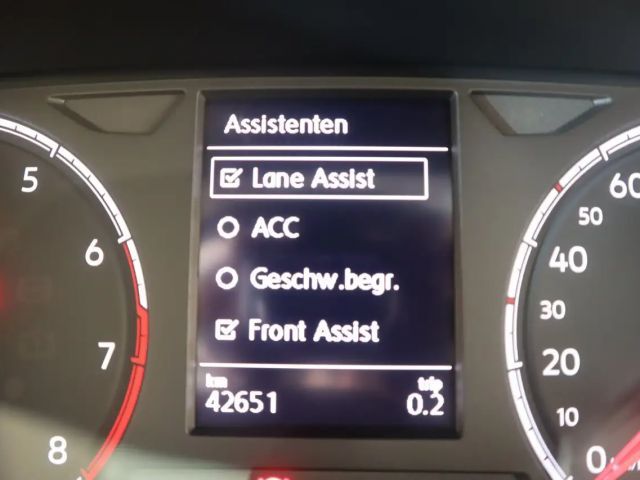 Assistenten
Lane Assist
ACC
Geschw.begr.
Front Assist
km trip
42651 0.2
5
6
7
8
60
50
40
30
20
10
0